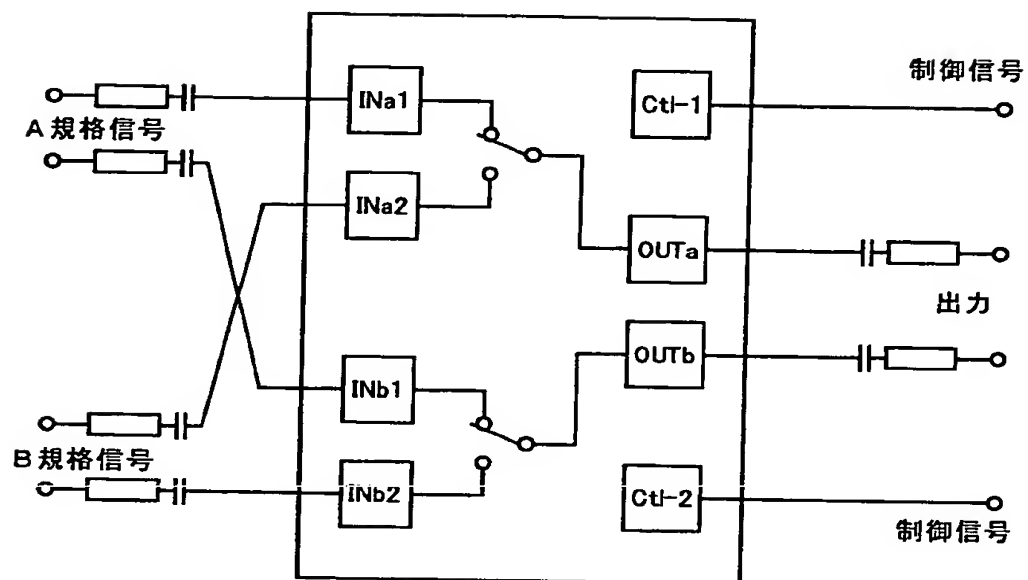 制御信号
INa1
Ctl-1
A規格信号
INa2
OUTa
出力
OUTb
INb1
B規格信号
INb2
Ctl-2
制御信号